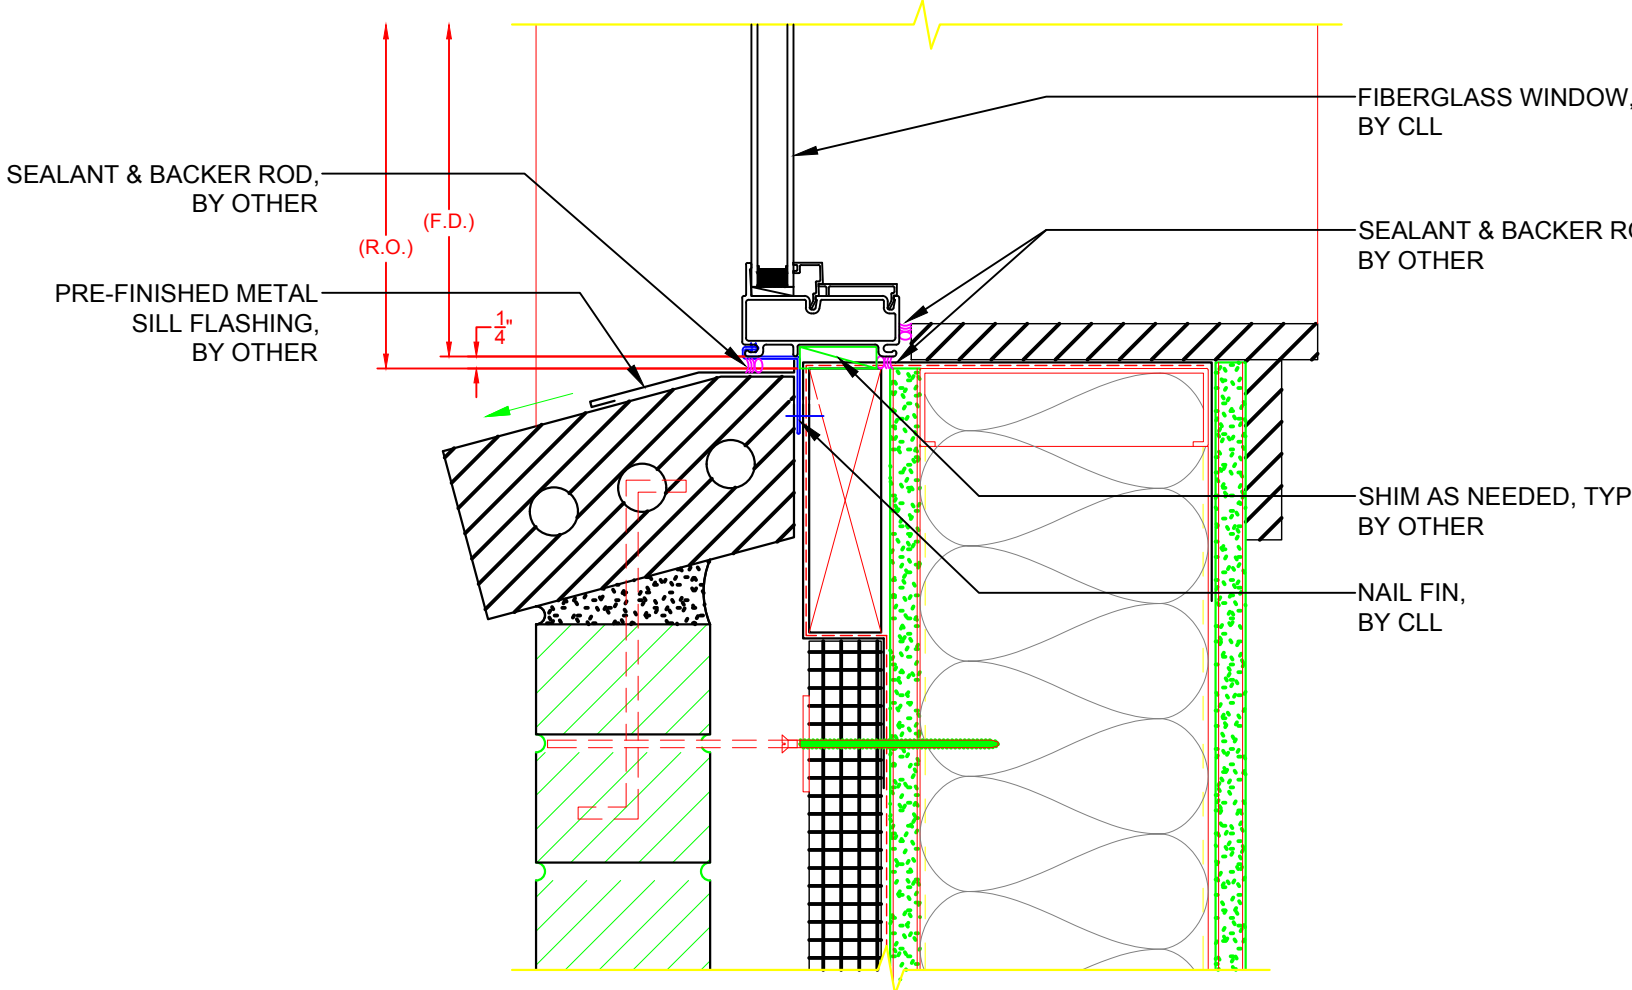 FIBERGLASS WINDOW,
BY CLL
SEALANT & BACKER ROD,
BY OTHER
(F.D.)
(R.O.)
SEALANT & BACKER RO
BY OTHER
PRE-FINISHED METAL
SILL FLASHING,
BY OTHER
1/4"
SHIM AS NEEDED, TYP
BY OTHER
NAIL FIN,
BY CLL